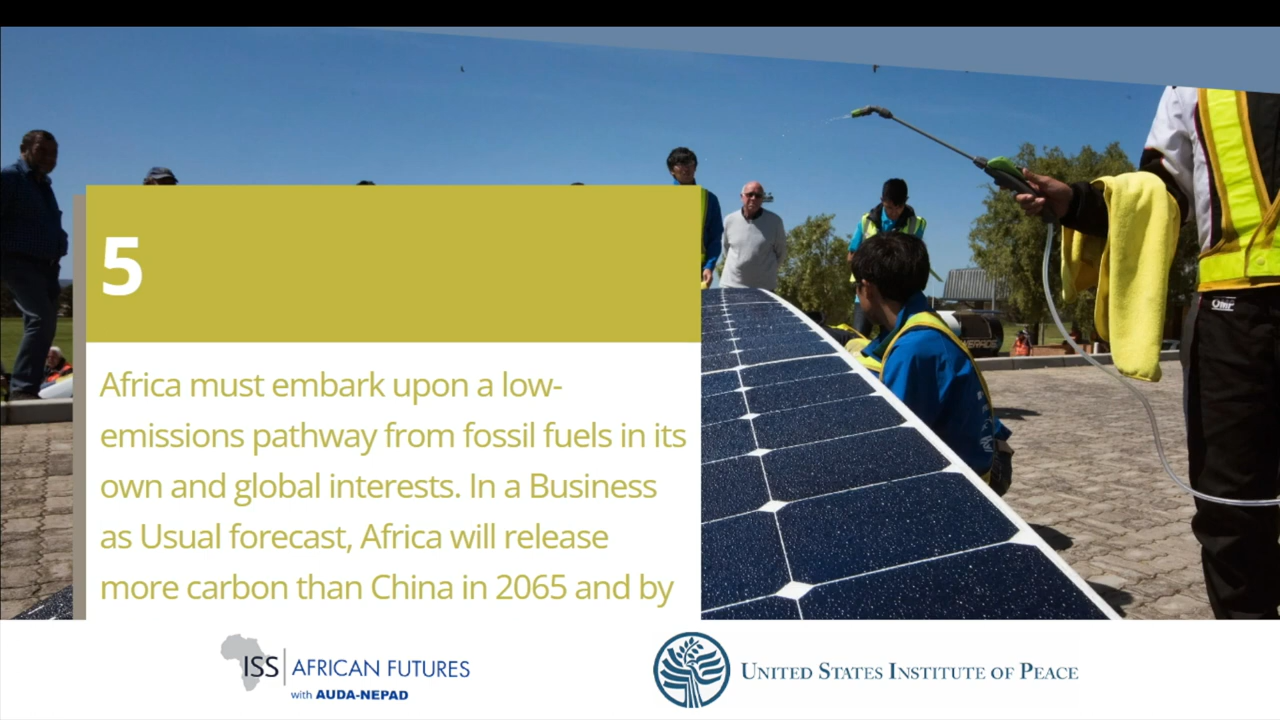 5
Africa must embark upon a low-
emissions pathway from fossil fuels in its
own and global interests. In a Business
as Usual forecast, Africa will release
more carbon than China in 2065 and by
ISS AFRICAN FUTURES
with AUDA-NEPAD
UNITED STATES INSTITUTE OF PEACE